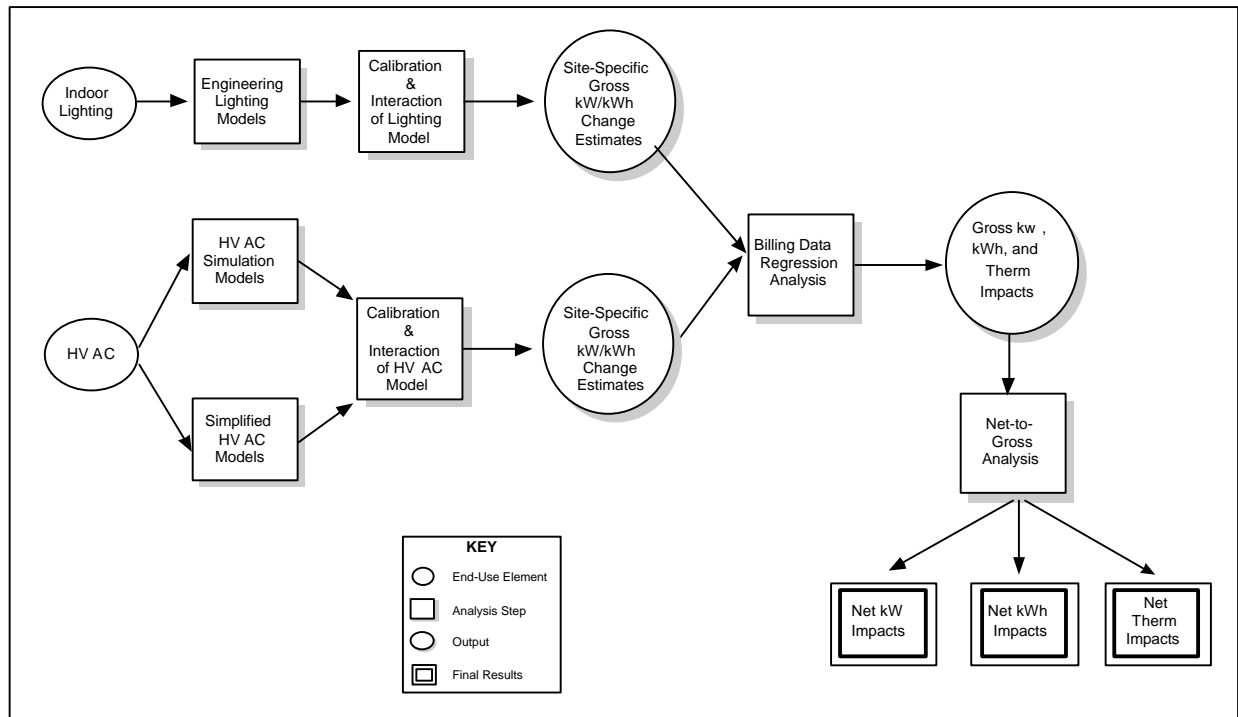 Indoor
Lighting
Engineering
Lighting
Models
Calibration
&
Interaction
of Lighting
Model
Site-Specific
Gross
kW/kWh
Change
Estimates
HV AC
HV AC
Simulation
Models
Simplified
HV AC
Models
Calibration
&
Interaction
of HV AC
Model
Site-Specific
Gross
kW/kWh
Change
Estimates
Billing Data
Regression
Analysis
Gross kw ,
kWh, and
Therm
Impacts
Net-to-
Gross
Analysis
Net kW
Impacts
Net kWh
Impacts
Net
Therm
Impacts
KEY
End-Use Element
Analysis Step
Output
Final Results